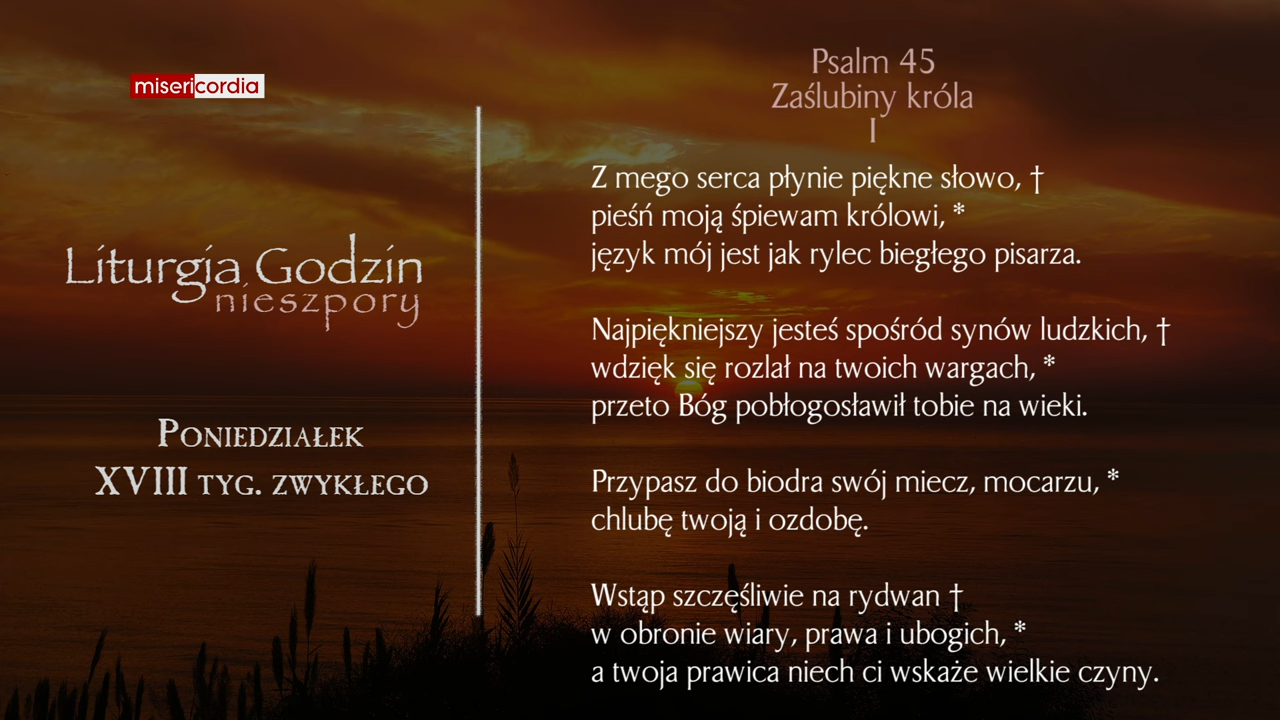 misericordia
Liturgia Godzin
nieszpory
Poniedziałek
XVIII tyg. zwykłego
Psalm 45
Zaślubiny króla
I
Z mego serca płynie piękne słowo, †
pieśń moją śpiewam królowi, *
język mój jest jak rylec biegłego pisarza.
Najpiękniejszy jesteś spośród synów ludzkich, †
wdzięk się rozlał na twoich wargach, *
przeto Bóg pobłogosławił tobie na wieki.
Przypasz do biodra swój miecz, mocarzu, *
chlubę twoją i ozdobę.
Wstąp szczęśliwie na rydwan †
w obronie wiary, prawa i ubogich, *
a twoja prawica niech ci wskaże wielkie czyny.